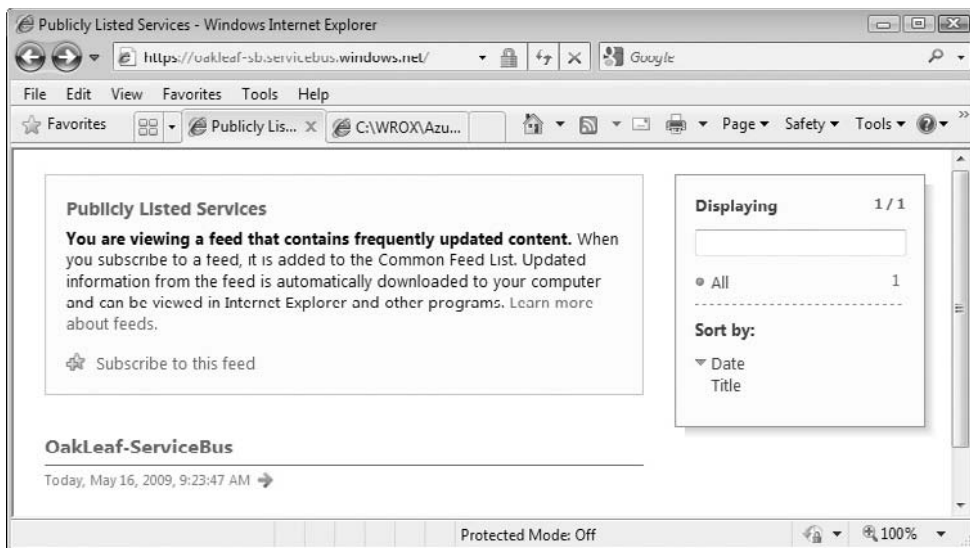 Publicly Listed Services - Windows Internet Explorer
https://oakleaf-sb.servicebus.windows.net/
Google
File Edit View Favorites Tools Help
Favorites
Publicly Lis...
C:\WROX\Azu...
Page
Safety
Tools
Publicly Listed Services
You are viewing a feed that contains frequently updated content. When
you subscribe to a feed, it is added to the Common Feed List. Updated
information from the feed is automatically downloaded to your computer
and can be viewed in Internet Explorer and other programs. Learn more
about feeds.
Subscribe to this feed
Displaying 1 / 1
All 1
Sort by:
Date
Title
OakLeaf-ServiceBus
Today, May 16, 2009, 9:23:47 AM
Protected Mode: Off
100%